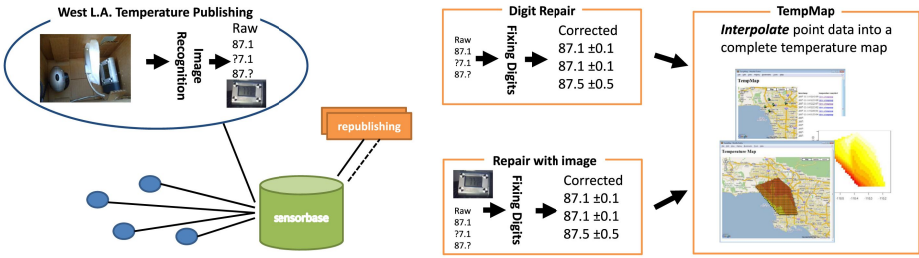 West L.A. Temperature Publishing
Image
Recognition
Raw
87.1
?7.1
87.?
republishing
sensorbase
Digit Repair
Raw
87.1
?7.1
87.?
Fixing Digits
Corrected
87.1 ±0.1
87.1 ±0.1
87.5 ±0.5
Repair with image
Raw
87.1
?7.1
87.?
Fixing Digits
Corrected
87.1 ±0.1
87.1 ±0.1
87.5 ±0.5
TempMap
Interpolate point data into a
complete temperature map
TempMap
Temperature Map